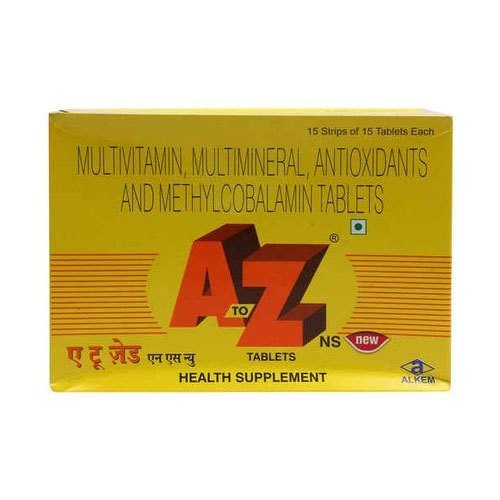 15 Strips of 15 Tablets Each
MULTIVITAMIN, MULTIMINERAL, ANTIOXIDANTS
AND METHYLCOBALAMIN TABLETS
A TO Z ®
NS new
ए टू ज़ेड एन एस न्यु
TABLETS
HEALTH SUPPLEMENT
a
ALKEM